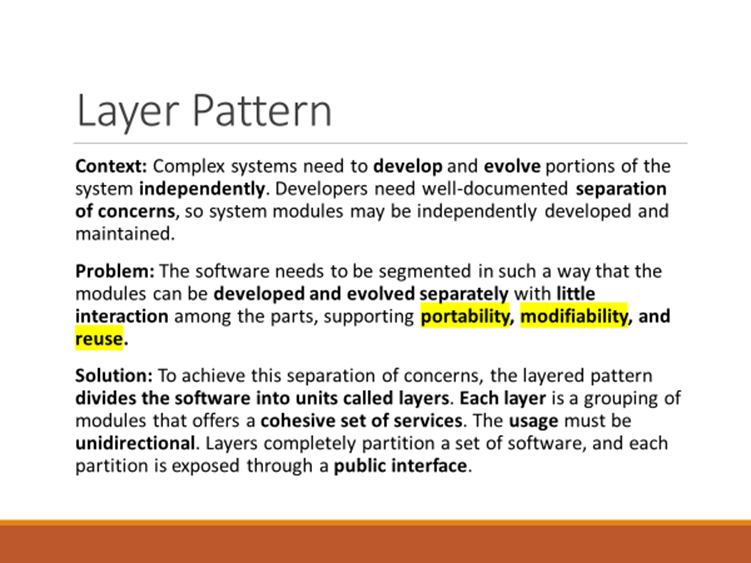 Layer Pattern
Context: Complex systems need to develop and evolve portions of the
system independently. Developers need well-documented separation
of concerns, so system modules may be independently developed and
maintained.
Problem: The software needs to be segmented in such a way that the
modules can be developed and evolved separately with little
interaction among the parts, supporting portability, modifiability, and
reuse.
Solution: To achieve this separation of concerns, the layered pattern
divides the software into units called layers. Each layer is a grouping of
modules that offers a cohesive set of services. The usage must be
unidirectional. Layers completely partition a set of software, and each
partition is exposed through a public interface.